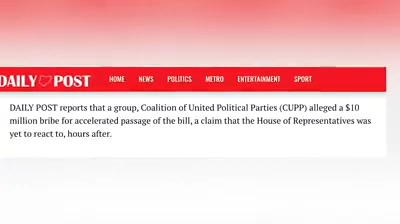 DAILY POST HOME NEWS POLITICS METRO ENTERTAINMENT SPORT
DAILY POST reports that a group, Coalition of United Political Parties (CUPP) alleged a $10
million bribe for accelerated passage of the bill, a claim that the House of Representatives was
yet to react to, hours after.